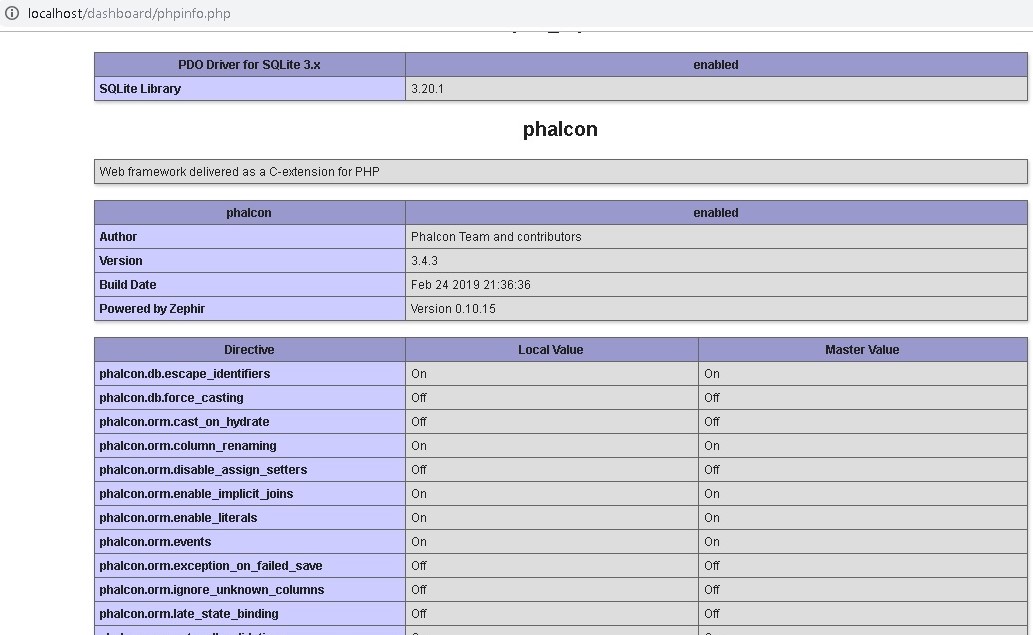 localhost/dashboard/phpinfo.php
PDO Driver for SQLite 3.x enabled
SQLite Library 3.20.1
phalcon
Web framework delivered as a C-extension for PHP
phalcon enabled
Author Phalcon Team and contributors
Version 3.4.3
Build Date Feb 24 2019 21:36:36
Powered by Zephir Version 0.10.15
Directive Local Value Master Value
phalcon.db.escape_identifiers On On
phalcon.db.force_casting Off Off
phalcon.orm.cast_on_hydrate Off Off
phalcon.orm.column_renaming On On
phalcon.orm.disable_assign_setters Off Off
phalcon.orm.enable_implicit_joins On On
phalcon.orm.enable_literals On On
phalcon.orm.events On On
phalcon.orm.exception_on_failed_save Off Off
phalcon.orm.ignore_unknown_columns Off Off
phalcon.orm.late_state_binding Off Off